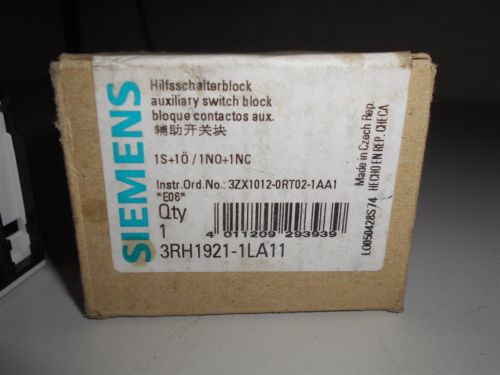 SIEMENS
Hilfsschalterblock
auxiliary switch block
bloque contactos aux.
辅助开关块
1S+1Ö / 1NO+1NC
Instr.Ord.No.: 3ZX1012-0RT02-1AA1
*E06*
Qty
1
4 011209 293939
3RH1921-1LA11
Made in Czech Rep.
HECHO EN REP. CHECA
LO050428S74